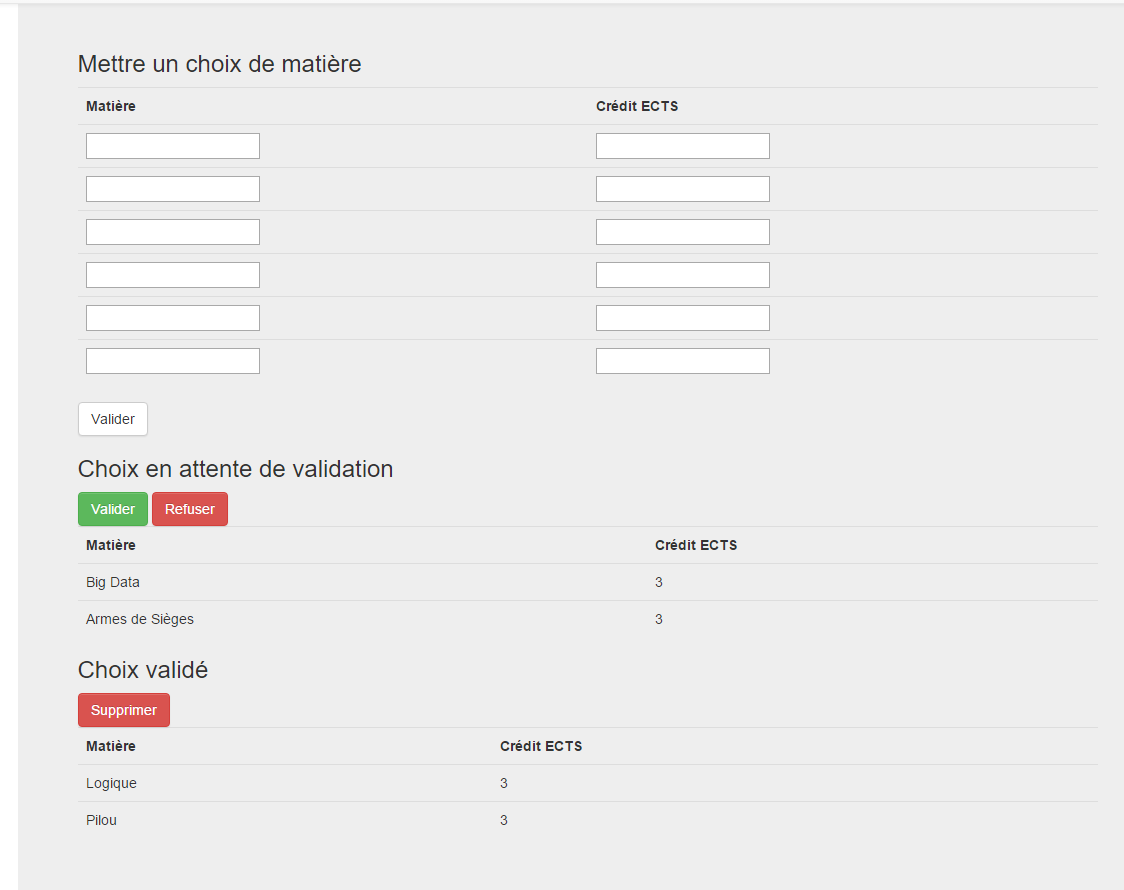 Mettre un choix de matière
Matière Crédit ECTS
Valider
Choix en attente de validation
Valider Refuser
Matière Crédit ECTS
Big Data 3
Armes de Sièges 3
Choix validé
Supprimer
Matière Crédit ECTS
Logique 3
Pilou 3